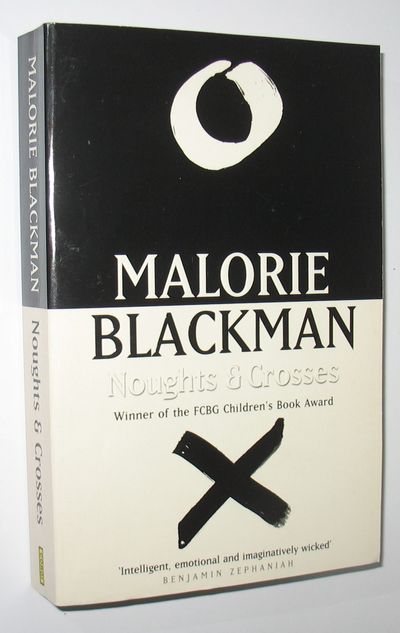 MALORIE BLACKMAN Noughts & Crosses
MALORIE
BLACKMAN
Noughts & Crosses
Winner of the FCBG Children's Book Award
'Intelligent, emotional and imaginatively wicked'
BENJAMIN ZEPHANIAH